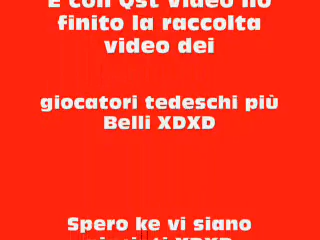 E con Qst Video ho
finito la raccolta
video dei
giocatori tedeschi più
Belli XDXD
Spero ke vi siano